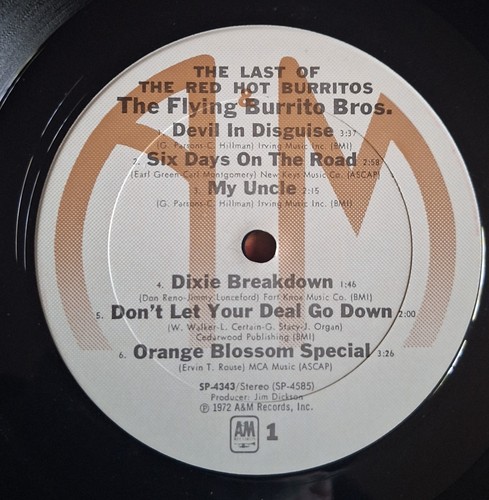 THE LAST OF
THE RED HOT BURRITOS
The Flying Burrito Bros.
Devil In Disguise 3:37
(G. Parsons-C. Hillman) Irving Music Inc. (BMI)
2. Six Days On The Road 2:58
(Earl Green-Carl Montgomery) New Keys Music Co. (ASCAP)
3. My Uncle 2:15
(G. Parsons-C. Hillman) Irving Music Inc. (BMI)
4. Dixie Breakdown 1:46
(Don Reno-Jimmy Lunceford) Fort Knox Music Co. (BMI)
5. Don't Let Your Deal Go Down 2:00
(W. Walker-L. Certain-G. Stacy-J. Organ)
Cedarwood Publishing (BMI)
6. Orange Blossom Special 3:26
(Ervin T. Rouse) MCA Music (ASCAP)
SP-4343/Stereo (SP-4585)
Producer: Jim Dickson
℗ 1972 A&M Records, Inc.
AM 1